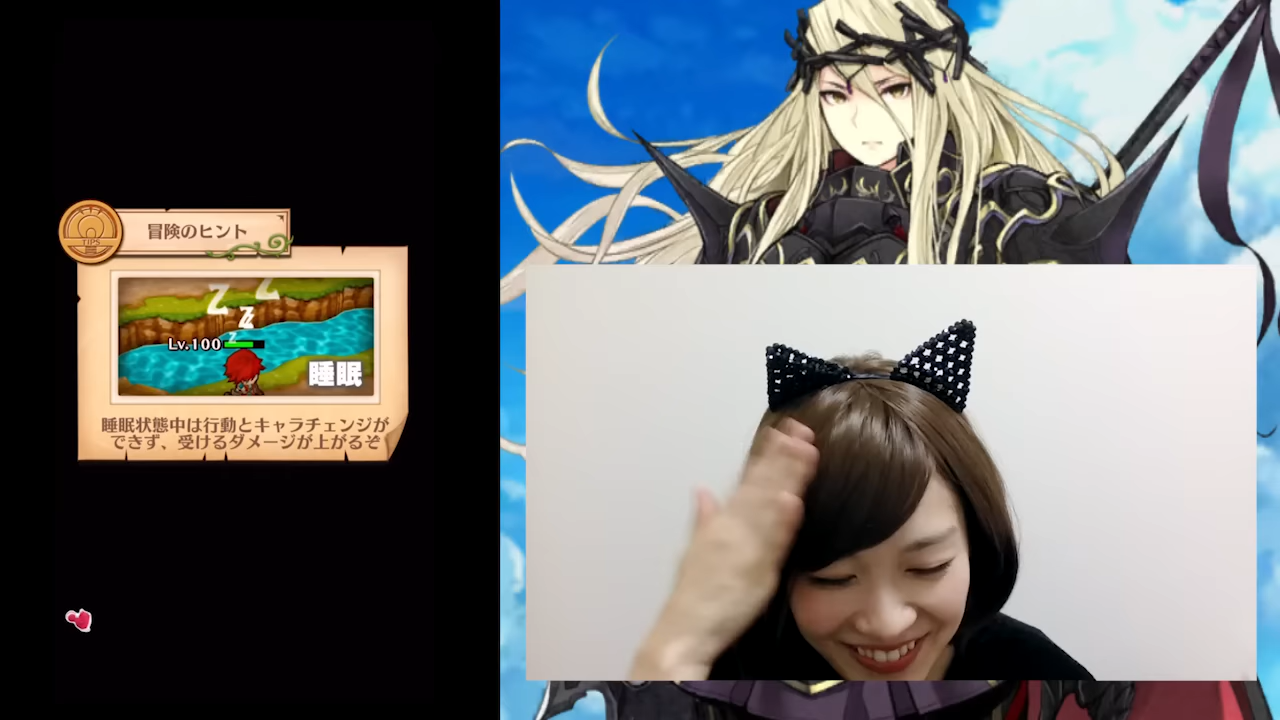 冒険のヒント
TIPS
Z Z
Z
Z
Lv.100
睡眠
睡眠状態中は行動とキャラチェンジが
できず、受けるダメージが上がるぞ